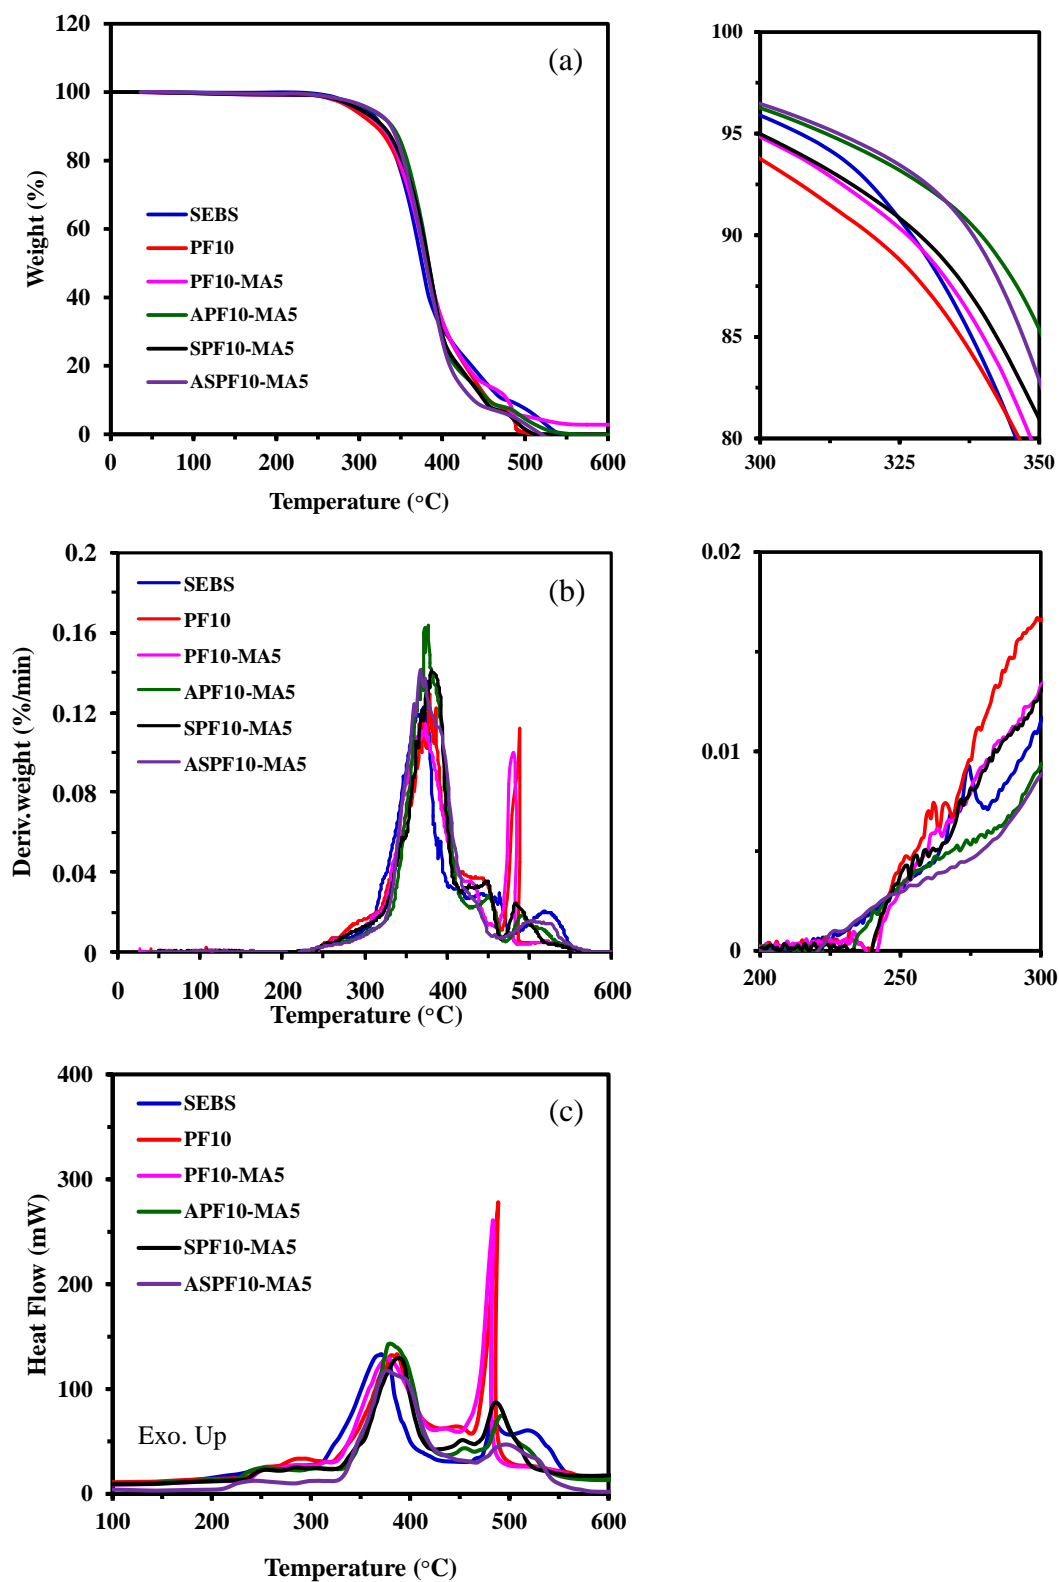 120
100
80
60
40
20
0
Weight (%)
(a)
SEBS
PF10
PF10-MA5
APF10-MA5
SPF10-MA5
ASPF10-MA5
0 100 200 300 400 500 600
Temperature (°C)
100
95
90
85
80
300 325 350
0.2
0.16
0.12
0.08
0.04
0
Deriv.weight (%/min)
(b)
SEBS
PF10
PF10-MA5
APF10-MA5
SPF10-MA5
ASPF10-MA5
0 100 200 300 400 500 600
Temperature (°C)
0.02
0.01
0
200 250 300
400
300
200
100
0
Heat Flow (mW)
(c)
SEBS
PF10
PF10-MA5
APF10-MA5
SPF10-MA5
ASPF10-MA5
Exo. Up
100 200 300 400 500 600
Temperature (°C)